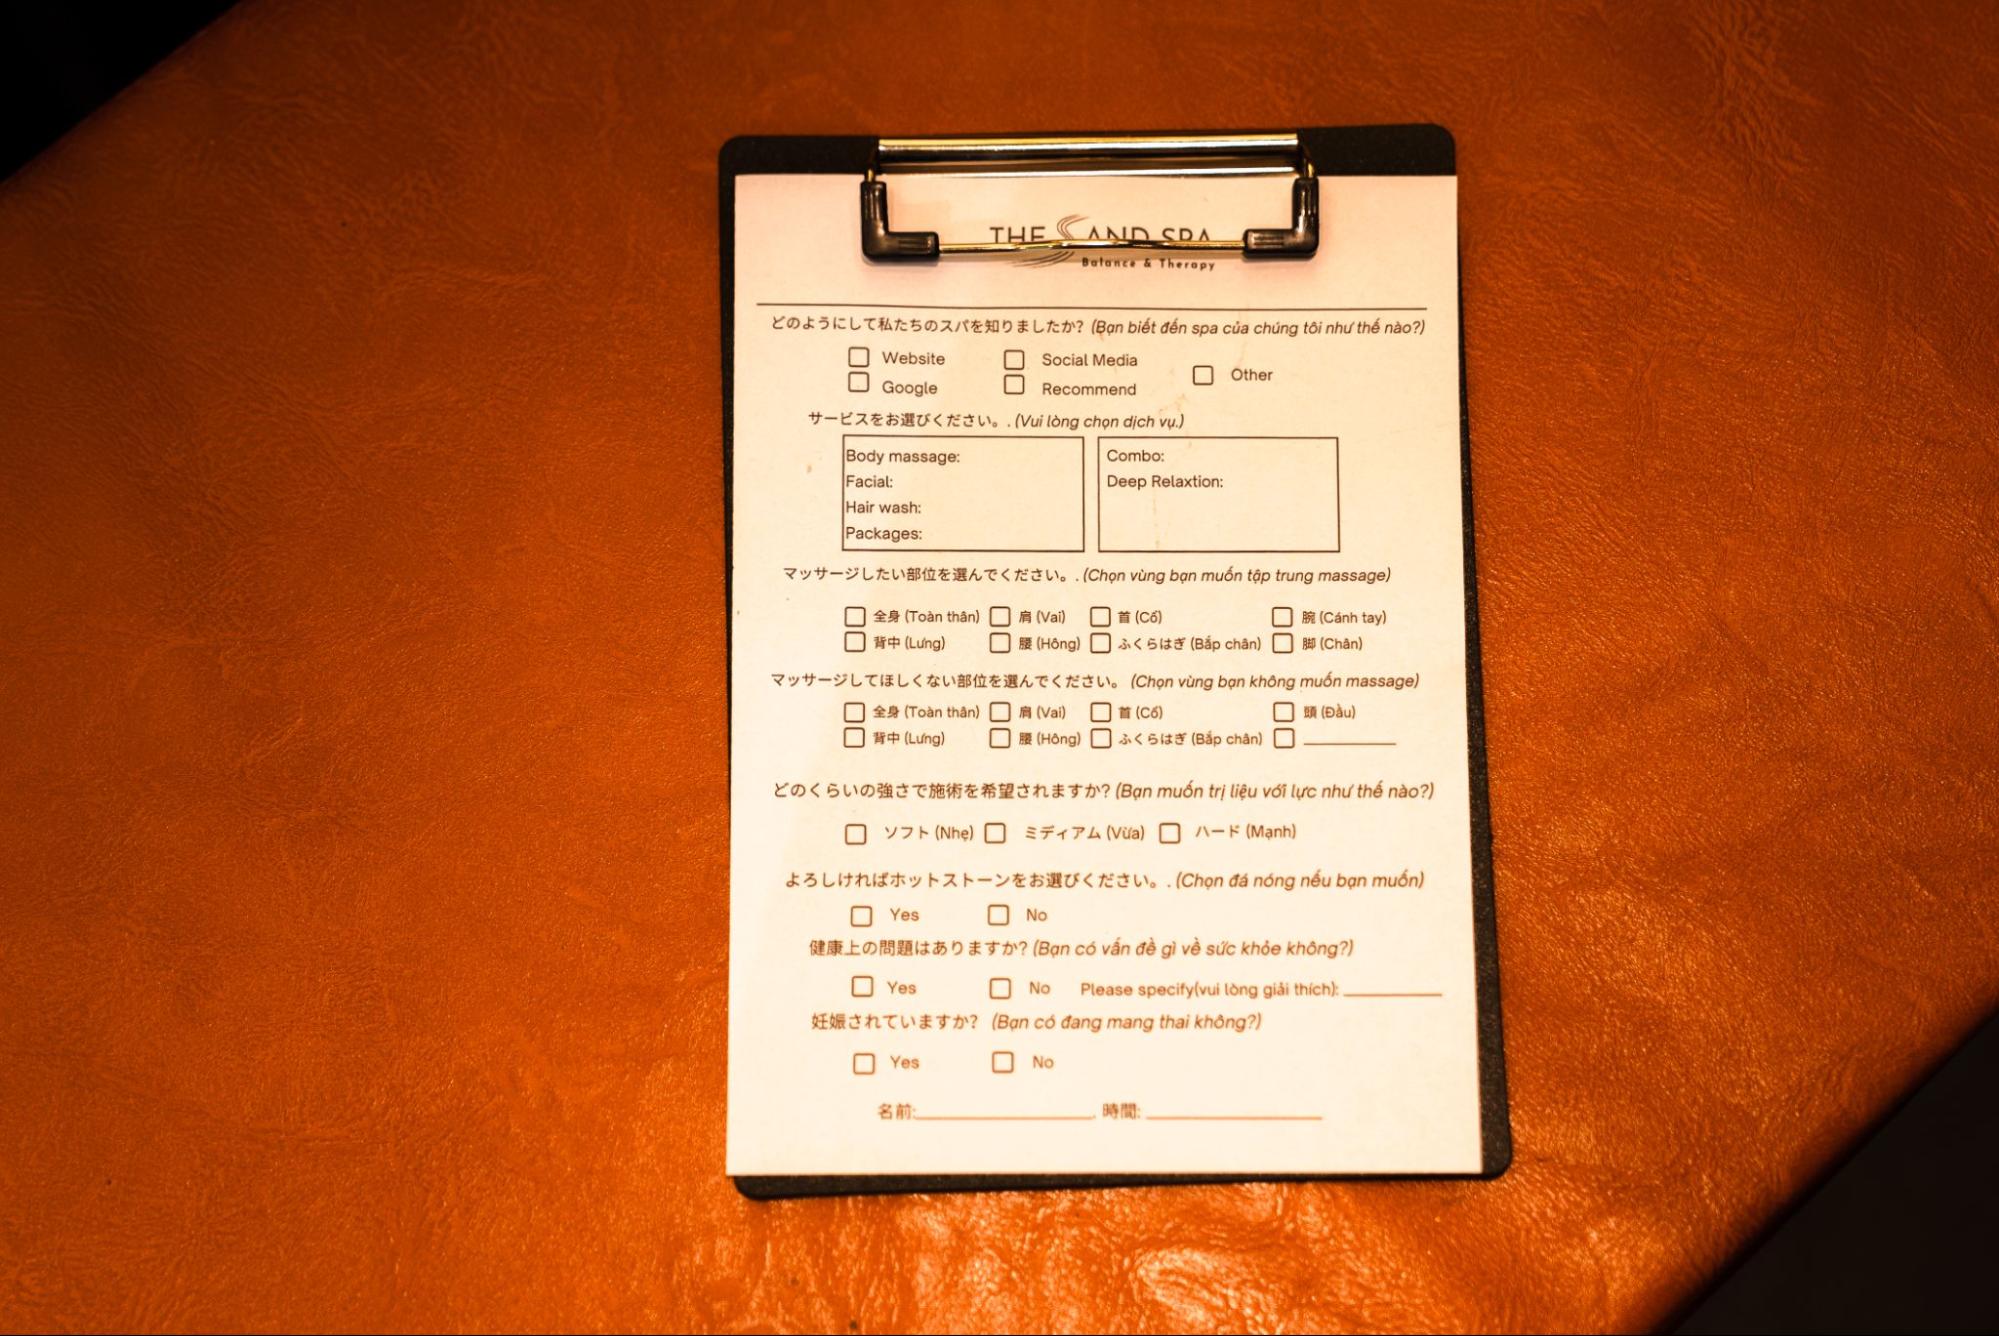 THE SAND SPA
Balance & Therapy
どのようにして私たちのスパを知りましたか? (Bạn biết đến spa của chúng tôi như thế nào?)
Website Social Media Other
Google Recommend
サービスをお選びください。. (Vui lòng chọn dịch vụ.)
Body massage: Combo:
Facial: Deep Relaxtion:
Hair wash:
Packages:
マッサージしたい部位を選んでください。. (Chọn vùng bạn muốn tập trung massage)
全身 (Toàn thân) 肩 (Vai) 首 (Cổ) 腕 (Cánh tay)
背中 (Lưng) 腰 (Hông) ふくらはぎ (Bắp chân) 脚 (Chân)
マッサージしてほしくない部位を選んでください。 (Chọn vùng bạn không muốn massage)
全身 (Toàn thân) 肩 (Vai) 首 (Cổ) 頭 (Đầu)
背中 (Lưng) 腰 (Hông) ふくらはぎ (Bắp chân)
どのくらいの強さで施術を希望されますか? (Bạn muốn trị liệu với lực như thế nào?)
ソフト (Nhẹ) ミディアム (Vừa) ハード (Mạnh)
よろしければホットストーンをお選びください。. (Chọn đá nóng nếu bạn muốn)
Yes No
健康上の問題はありますか? (Bạn có vấn đề gì về sức khỏe không?)
Yes No Please specify(vui lòng giải thích):
妊娠されていますか? (Bạn có đang mang thai không?)
Yes No
名前: 時間: